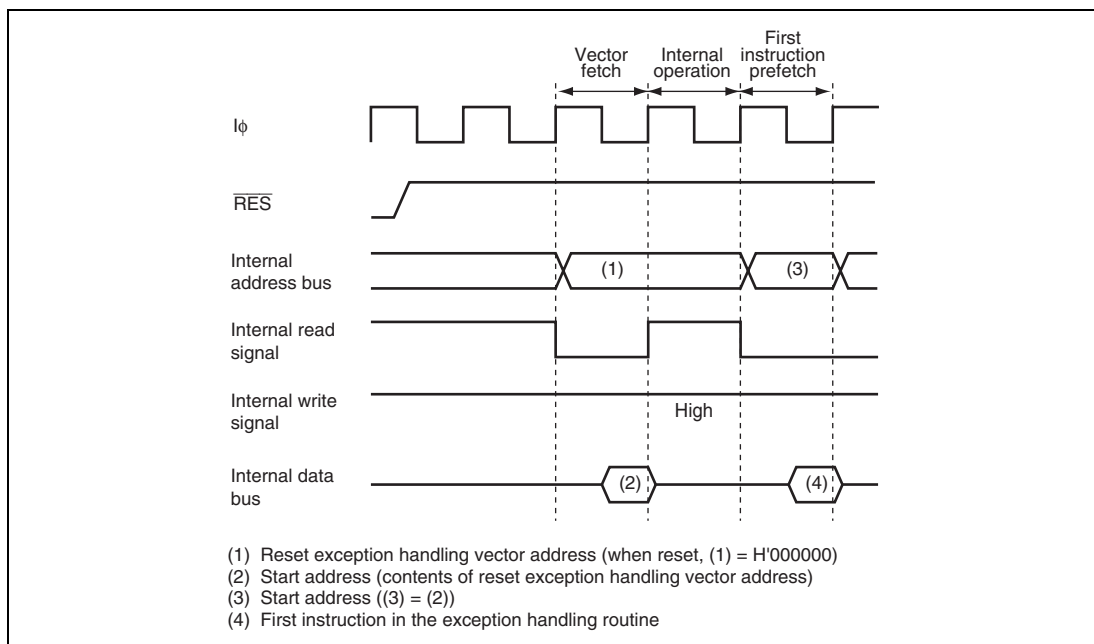 Vector fetch
Internal operation
First instruction prefetch
Iϕ
RES
Internal address bus
(1)
(3)
Internal read signal
Internal write signal
High
Internal data bus
(2)
(4)
(1) Reset exception handling vector address (when reset, (1) = H'000000)
(2) Start address (contents of reset exception handling vector address)
(3) Start address ((3) = (2))
(4) First instruction in the exception handling routine